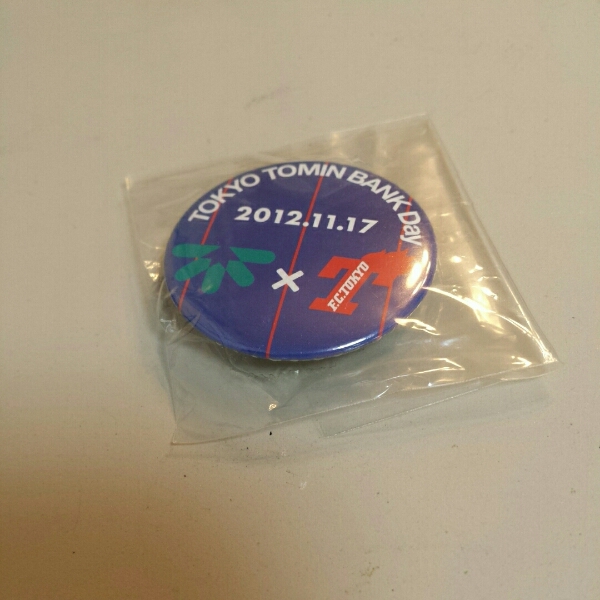 TOKYO TOMIN BANK Day
2012.11.17
×
F.C.TOKYO